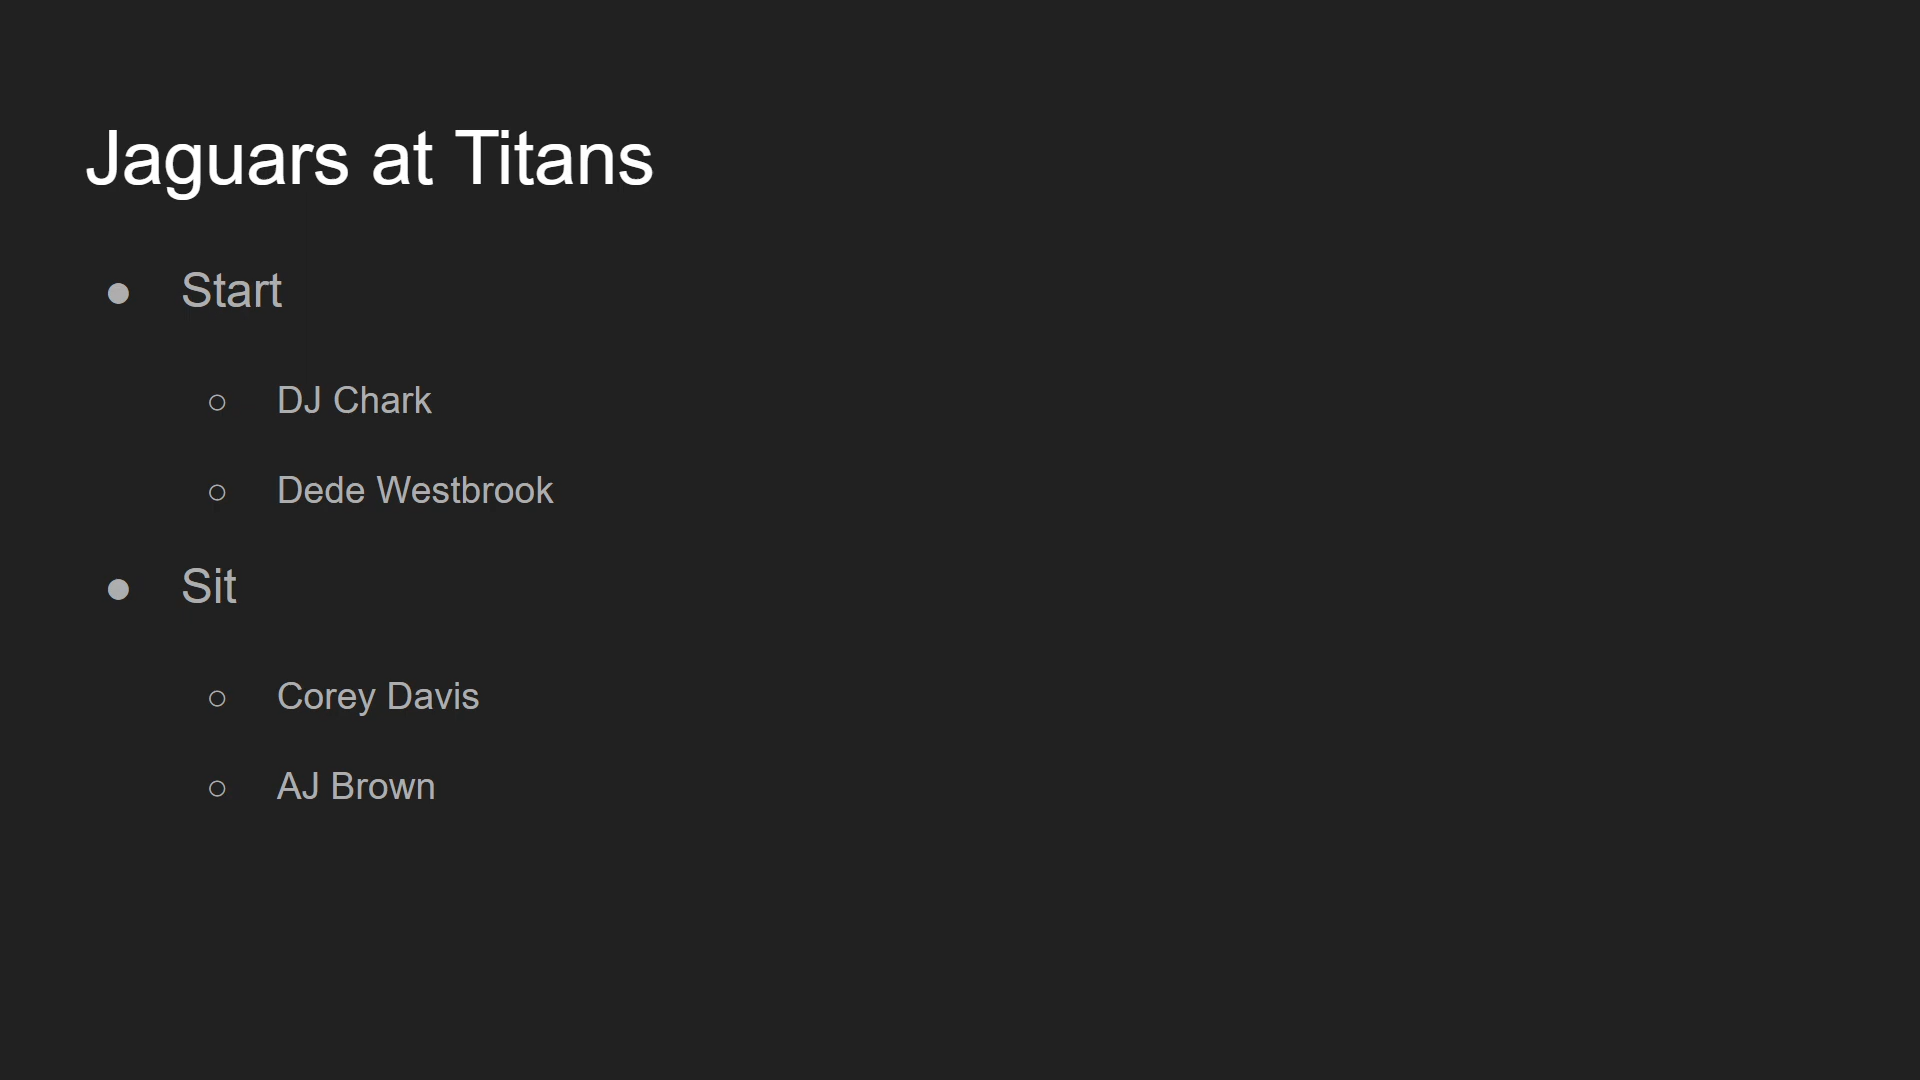 Jaguars at Titans
● Start
○ DJ Chark
○ Dede Westbrook
● Sit
○ Corey Davis
○ AJ Brown